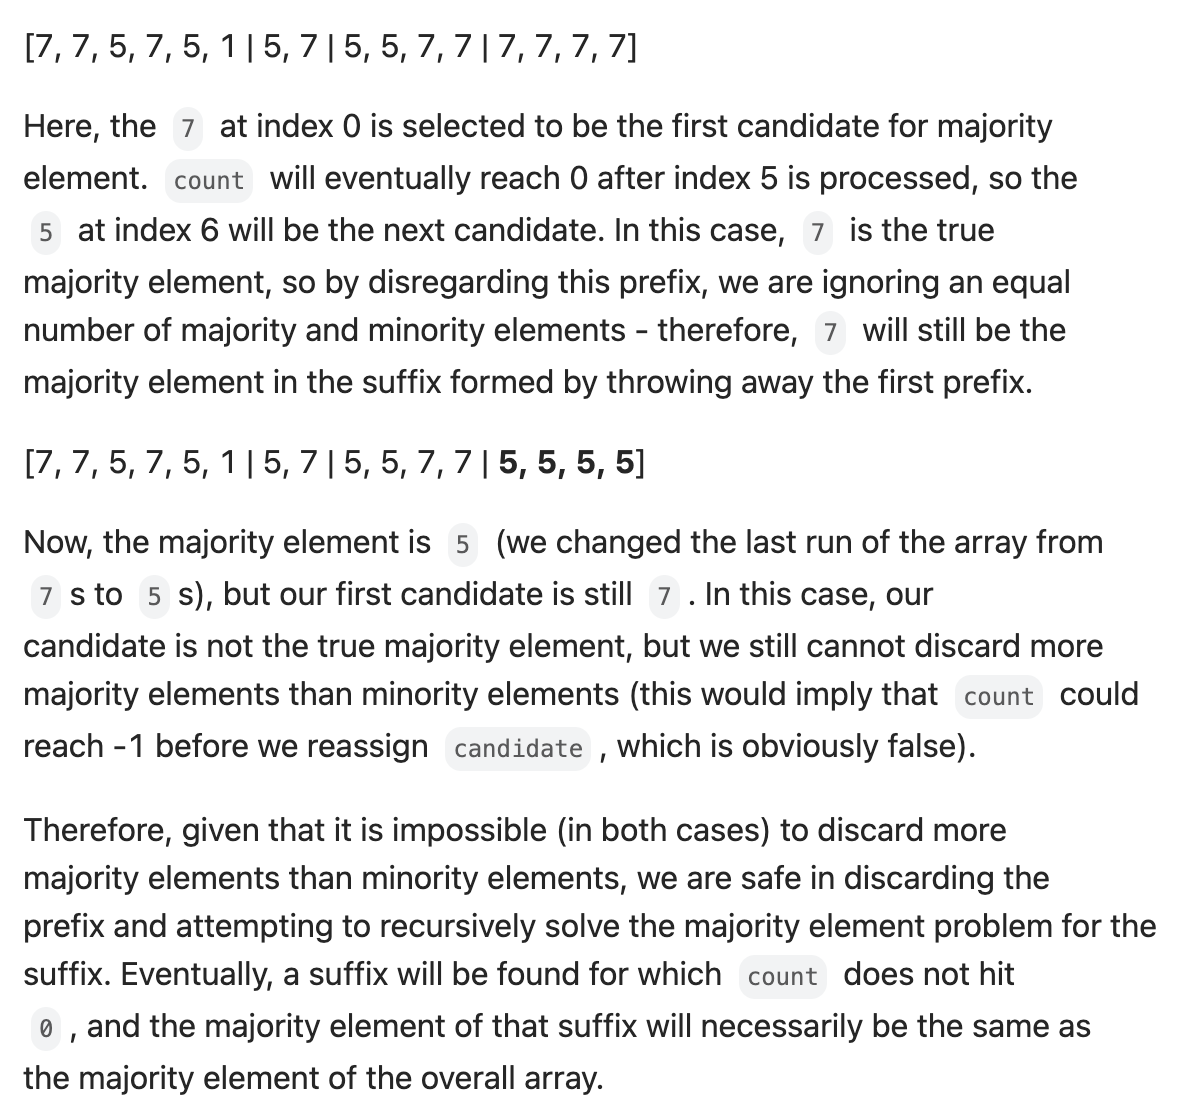 [7, 7, 5, 7, 5, 1 | 5, 7 | 5, 5, 7, 7 | 7, 7, 7, 7]
Here, the 7 at index 0 is selected to be the first candidate for majority
element. count will eventually reach 0 after index 5 is processed, so the
5 at index 6 will be the next candidate. In this case, 7 is the true
majority element, so by disregarding this prefix, we are ignoring an equal
number of majority and minority elements - therefore, 7 will still be the
majority element in the suffix formed by throwing away the first prefix.
[7, 7, 5, 7, 5, 1 | 5, 7 | 5, 5, 7, 7 | 5, 5, 5, 5]
Now, the majority element is 5 (we changed the last run of the array from
7 s to 5 s), but our first candidate is still 7 . In this case, our
candidate is not the true majority element, but we still cannot discard more
majority elements than minority elements (this would imply that count could
reach -1 before we reassign candidate , which is obviously false).
Therefore, given that it is impossible (in both cases) to discard more
majority elements than minority elements, we are safe in discarding the
prefix and attempting to recursively solve the majority element problem for the
suffix. Eventually, a suffix will be found for which count does not hit
0 , and the majority element of that suffix will necessarily be the same as
the majority element of the overall array.